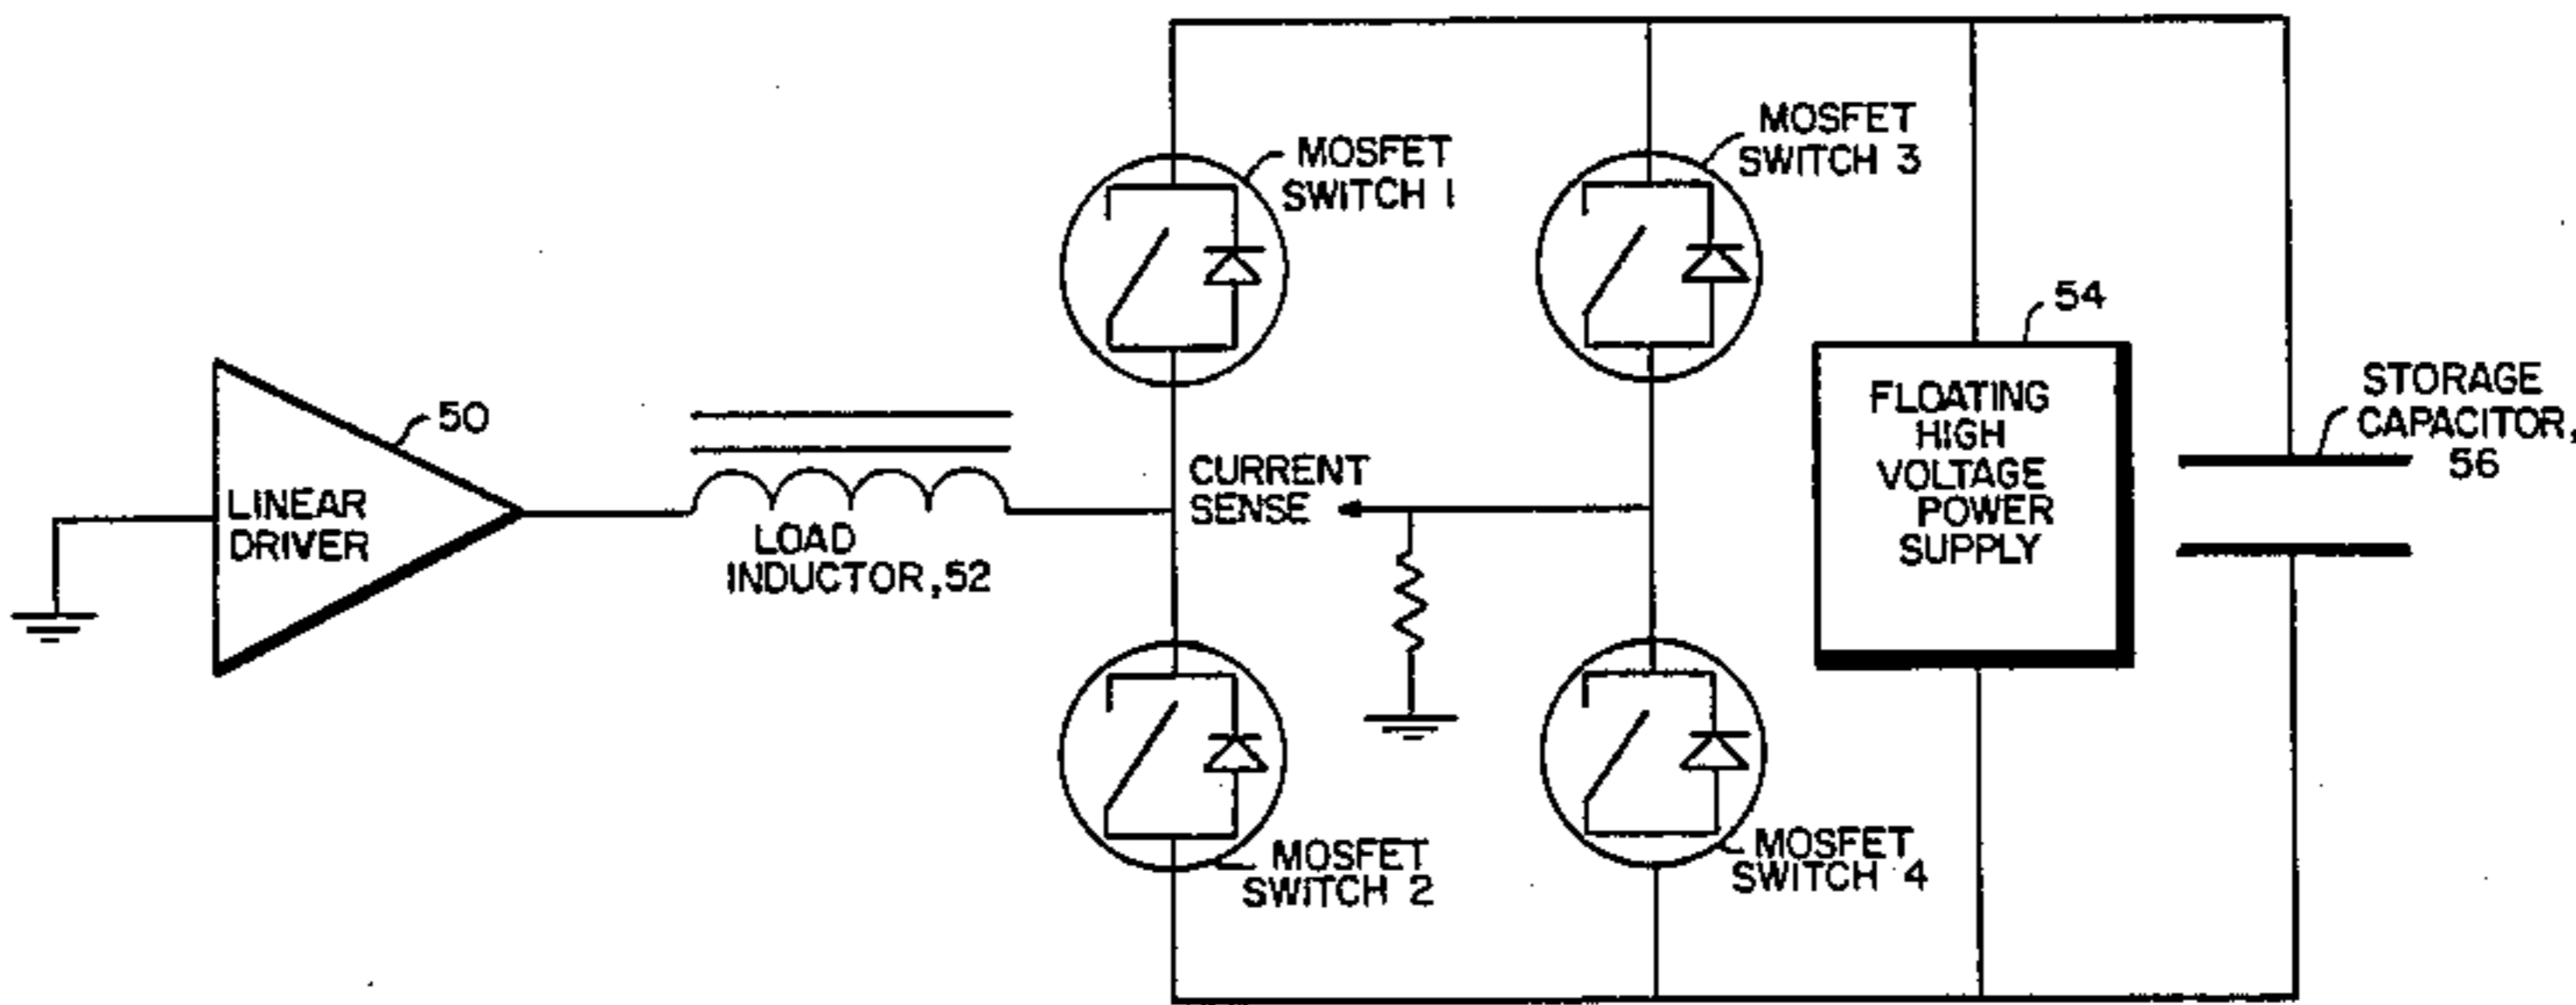 MOSFET
SWITCH 1
MOSFET
SWITCH 3
54
50
LINEAR
DRIVER
LOAD
INDUCTOR,52
CURRENT
SENSE
FLOATING
HIGH
VOLTAGE
POWER
SUPPLY
STORAGE
CAPACITOR,
56
MOSFET
SWITCH 2
MOSFET
SWITCH 4